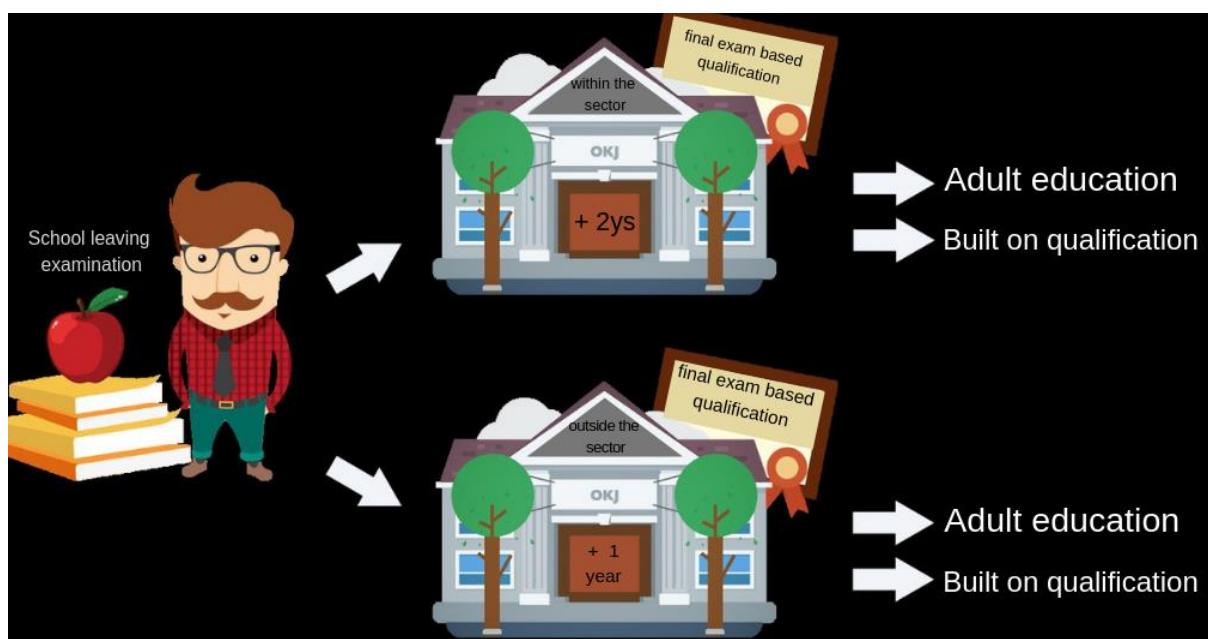 School leaving
examination
within the
sector
OKJ
+ 2ys
final exam based
qualification
Adult education
Built on qualification
outside the
sector
OKJ
+ 1
year
final exam based
qualification
Adult education
Built on qualification